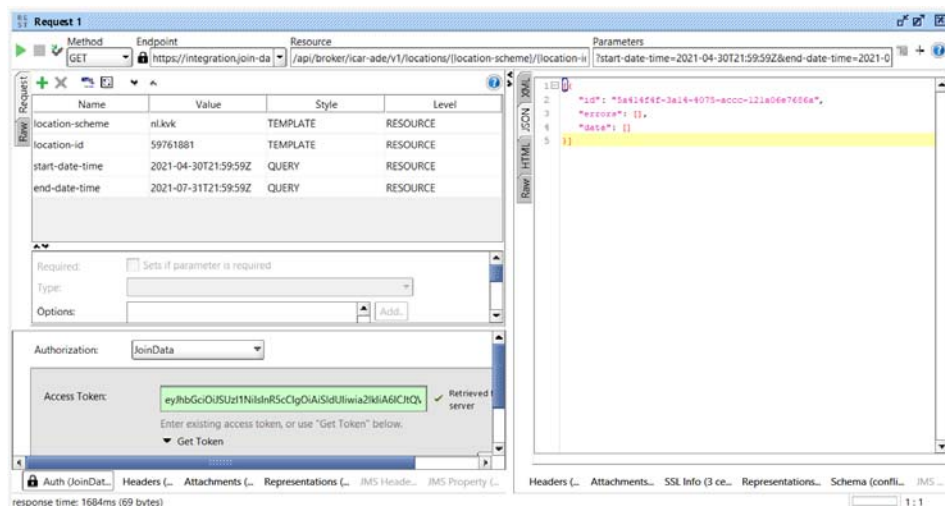 Request 1
Method Endpoint Resource Parameters
GET https://integration.join-da /api/broker/icar-ade/v1/locations/{location-scheme}/{location-i ?start-date-time=2021-04-30T21:59:59Z&end-date-time=2021-0
Request
Raw
Name Value Style Level
location-scheme nl.kvk TEMPLATE RESOURCE
location-id 59761881 TEMPLATE RESOURCE
start-date-time 2021-04-30T21:59:59Z QUERY RESOURCE
end-date-time 2021-07-31T21:59:59Z QUERY RESOURCE
Required: Sets if parameter is required
Type:
Options: Add..
Authorization: JoinData
Access Token: Retrieved
server
Enter existing access token, or use "Get Token" below.
Get Token
Auth (JoinDat... Headers (... Attachments (... Representations (... JMS Heade... JMS Property (...
response time: 1684ms (69 bytes)
XML
JSON
HTML
Raw
1 [{
2 "id": "5a414f4f-3a14-4075-accc-121a06e7686a",
3 "errors": [],
4 "data": []
5 }]
Headers (... Attachments... SSL Info (3 ce... Representations... Schema (confli... JMS ...
1 : 1